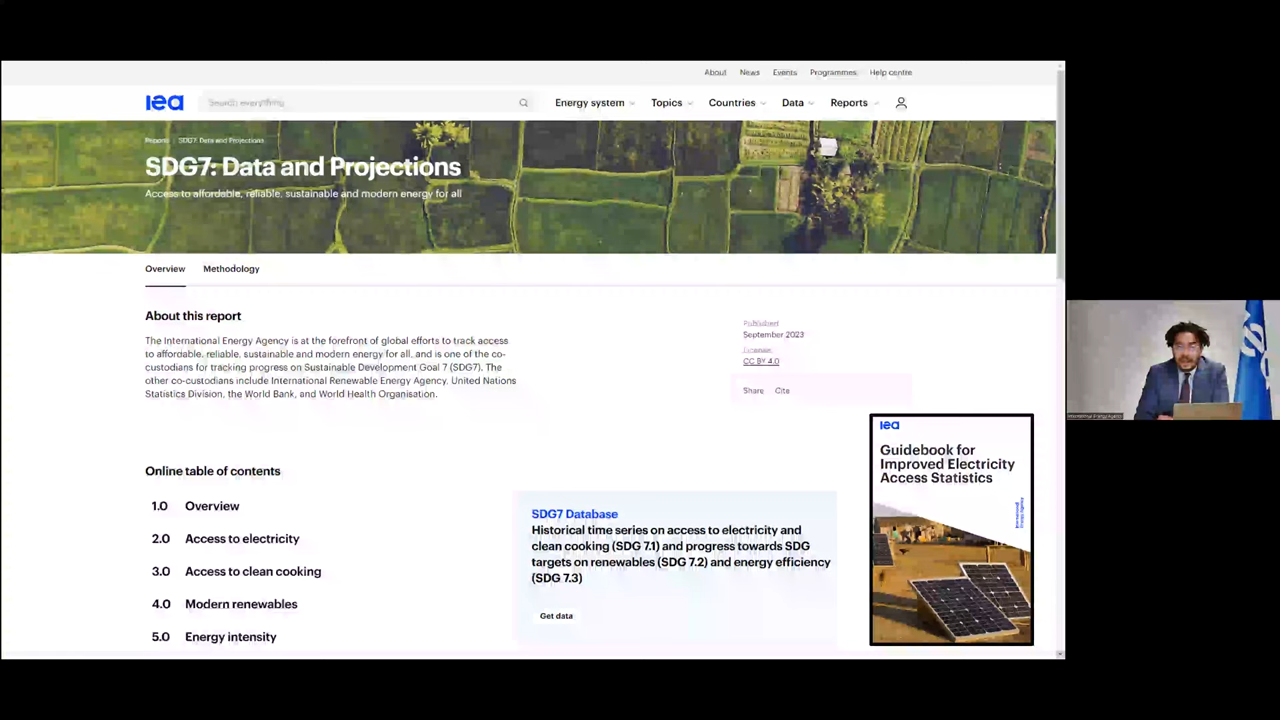 About News Events Programmes Help centre
iea Search everything Energy system Topics Countries Data Reports
Reports SDG7: Data and Projections
SDG7: Data and Projections
Access to affordable, reliable, sustainable and modern energy for all
Overview Methodology
About this report
The International Energy Agency is at the forefront of global efforts to track access
to affordable, reliable, sustainable and modern energy for all, and is one of the co-
custodians for tracking progress on Sustainable Development Goal 7 (SDG7). The
other co-custodians include International Renewable Energy Agency, United Nations
Statistics Division, the World Bank, and World Health Organisation.
Published
September 2023
License
CC BY 4.0
Share Cite
Online table of contents
1.0 Overview
2.0 Access to electricity
3.0 Access to clean cooking
4.0 Modern renewables
5.0 Energy intensity
SDG7 Database
Historical time series on access to electricity and
clean cooking (SDG 7.1) and progress towards SDG
targets on renewables (SDG 7.2) and energy efficiency
(SDG 7.3)
Get data
iea
Guidebook for
Improved Electricity
Access Statistics
International
Energy Agency
International Energy Agency